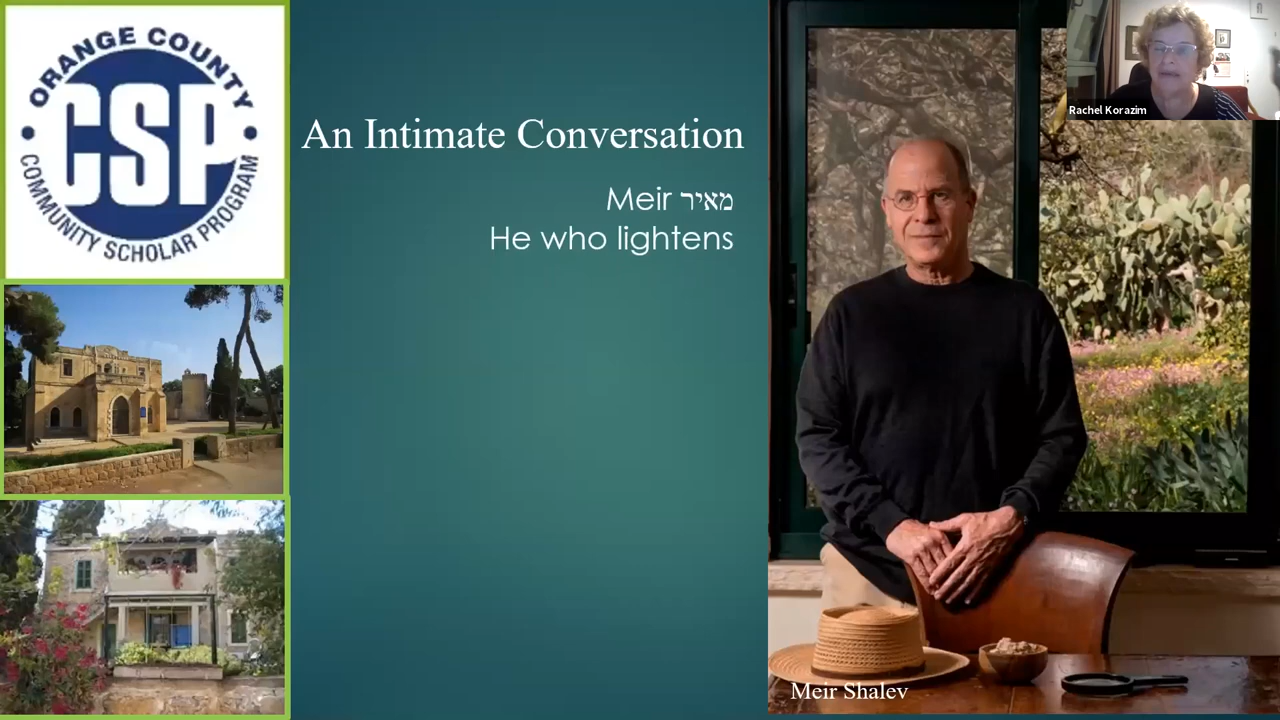 ORANGE COUNTY
CSP
COMMUNITY SCHOLAR PROGRAM
An Intimate Conversation
Meir מאיר
He who lightens
Rachel Korazim
Meir Shalev